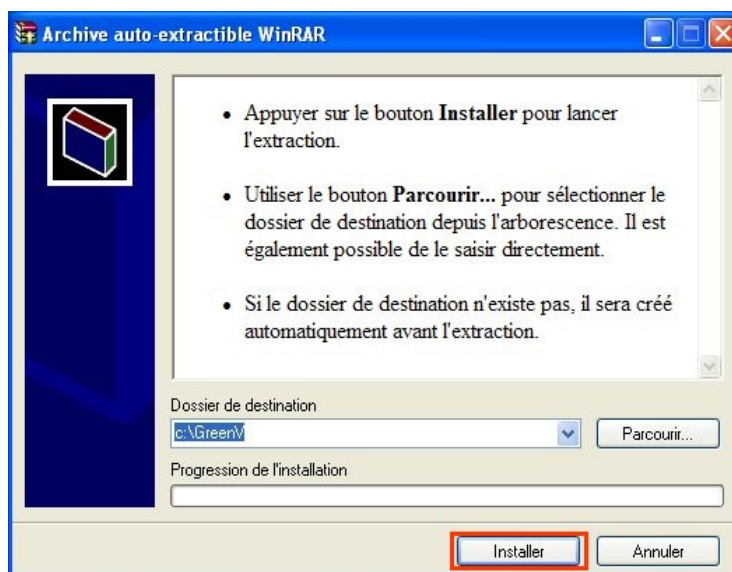 Archive auto-extractible WinRAR
• Appuyer sur le bouton Installer pour lancer
l'extraction.
• Utiliser le bouton Parcourir... pour sélectionner le
dossier de destination depuis l'arborescence. Il est
également possible de le saisir directement.
• Si le dossier de destination n'existe pas, il sera créé
automatiquement avant l'extraction.
Dossier de destination
c:\GreenV
Parcourir...
Progression de l'installation
Installer
Annuler